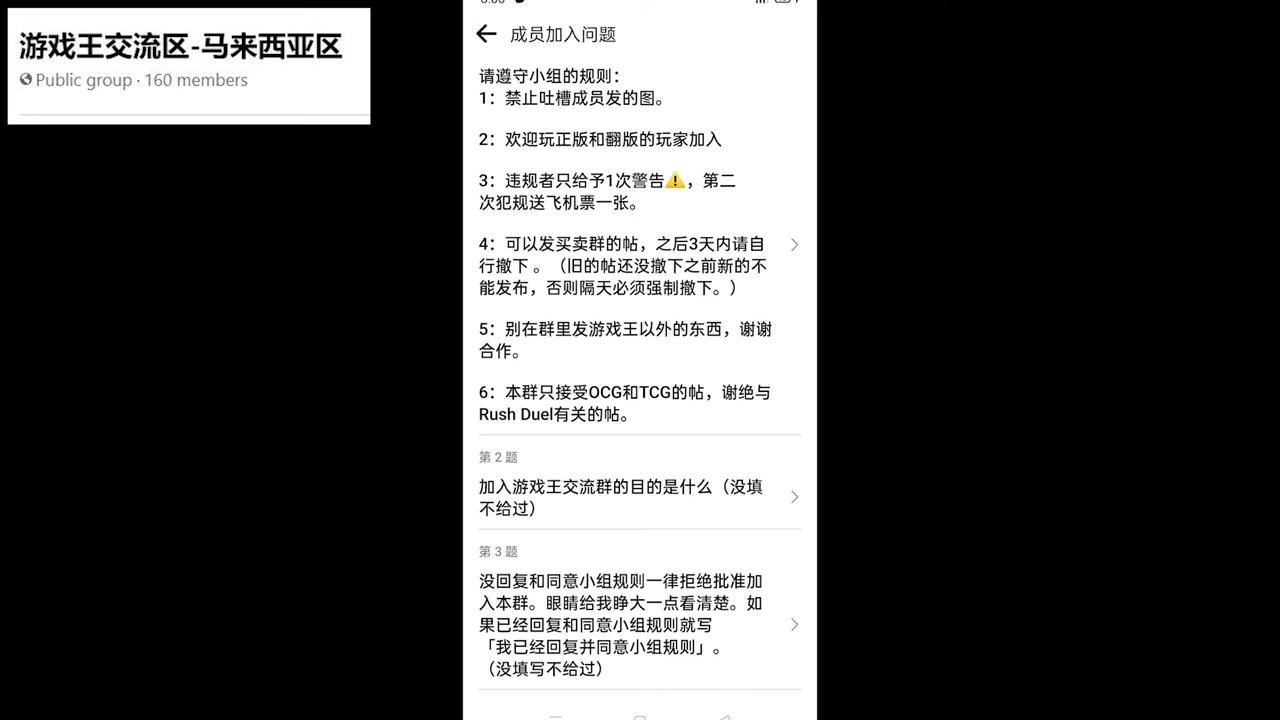 游戏王交流区-马来西亚区
Public group · 160 members
成员加入问题
请遵守小组的规则：
1：禁止吐槽成员发的图。
2：欢迎玩正版和翻版的玩家加入
3：违规者只给予1次警告⚠️，第二
次犯规送飞机票一张。
4：可以发买卖群的帖，之后3天内请自
行撤下 。（旧的帖还没撤下之前新的不
能发布，否则隔天必须强制撤下。）
5：别在群里发游戏王以外的东西，谢谢
合作。
6：本群只接受OCG和TCG的帖，谢绝与
Rush Duel有关的帖。
第 2 题
加入游戏王交流群的目的是什么（没填
不给过）
第 3 题
没回复和同意小组规则一律拒绝批准加
入本群。眼睛给我睁大一点看清楚。如
果已经回复和同意小组规则就写
「我已经回复并同意小组规则」。
（没填写不给过）